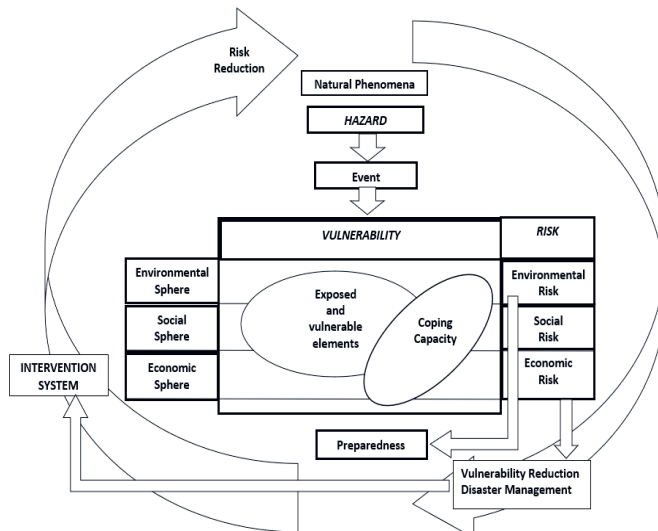 Risk
Reduction
Natural Phenomena
HAZARD
Event
VULNERABILITY
RISK
Environmental
Sphere
Exposed
and
vulnerable
elements
Coping
Capacity
Environmental
Risk
Social
Sphere
Social
Risk
Economic
Sphere
Economic
Risk
INTERVENTION
SYSTEM
Preparedness
Vulnerability Reduction
Disaster Management